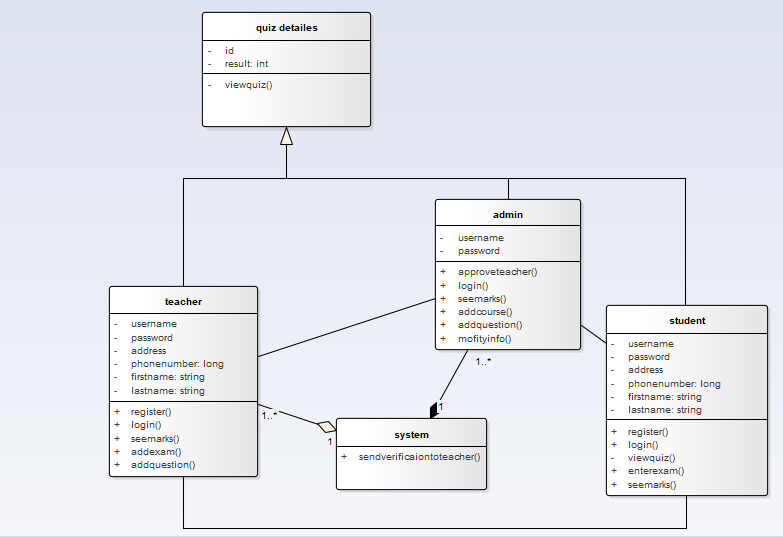 quiz detailes
- id
- result: int
- viewquiz()
admin
- username
- password
+ approveteacher()
+ login()
+ seemarks()
+ addcourse()
+ addquestion()
+ mofityinfo()
teacher
- username
- password
- address
- phonenumber: long
- firstname: string
- lastname: string
+ register()
+ login()
+ seemarks()
+ addexam()
+ addquestion()
student
- username
- password
- address
- phonenumber: long
- firstname: string
- lastname: string
+ register()
+ login()
- viewquiz()
+ enterexam()
+ seemarks()
1..*
1
1..*
1
system
+ sendverificaiontoteacher()